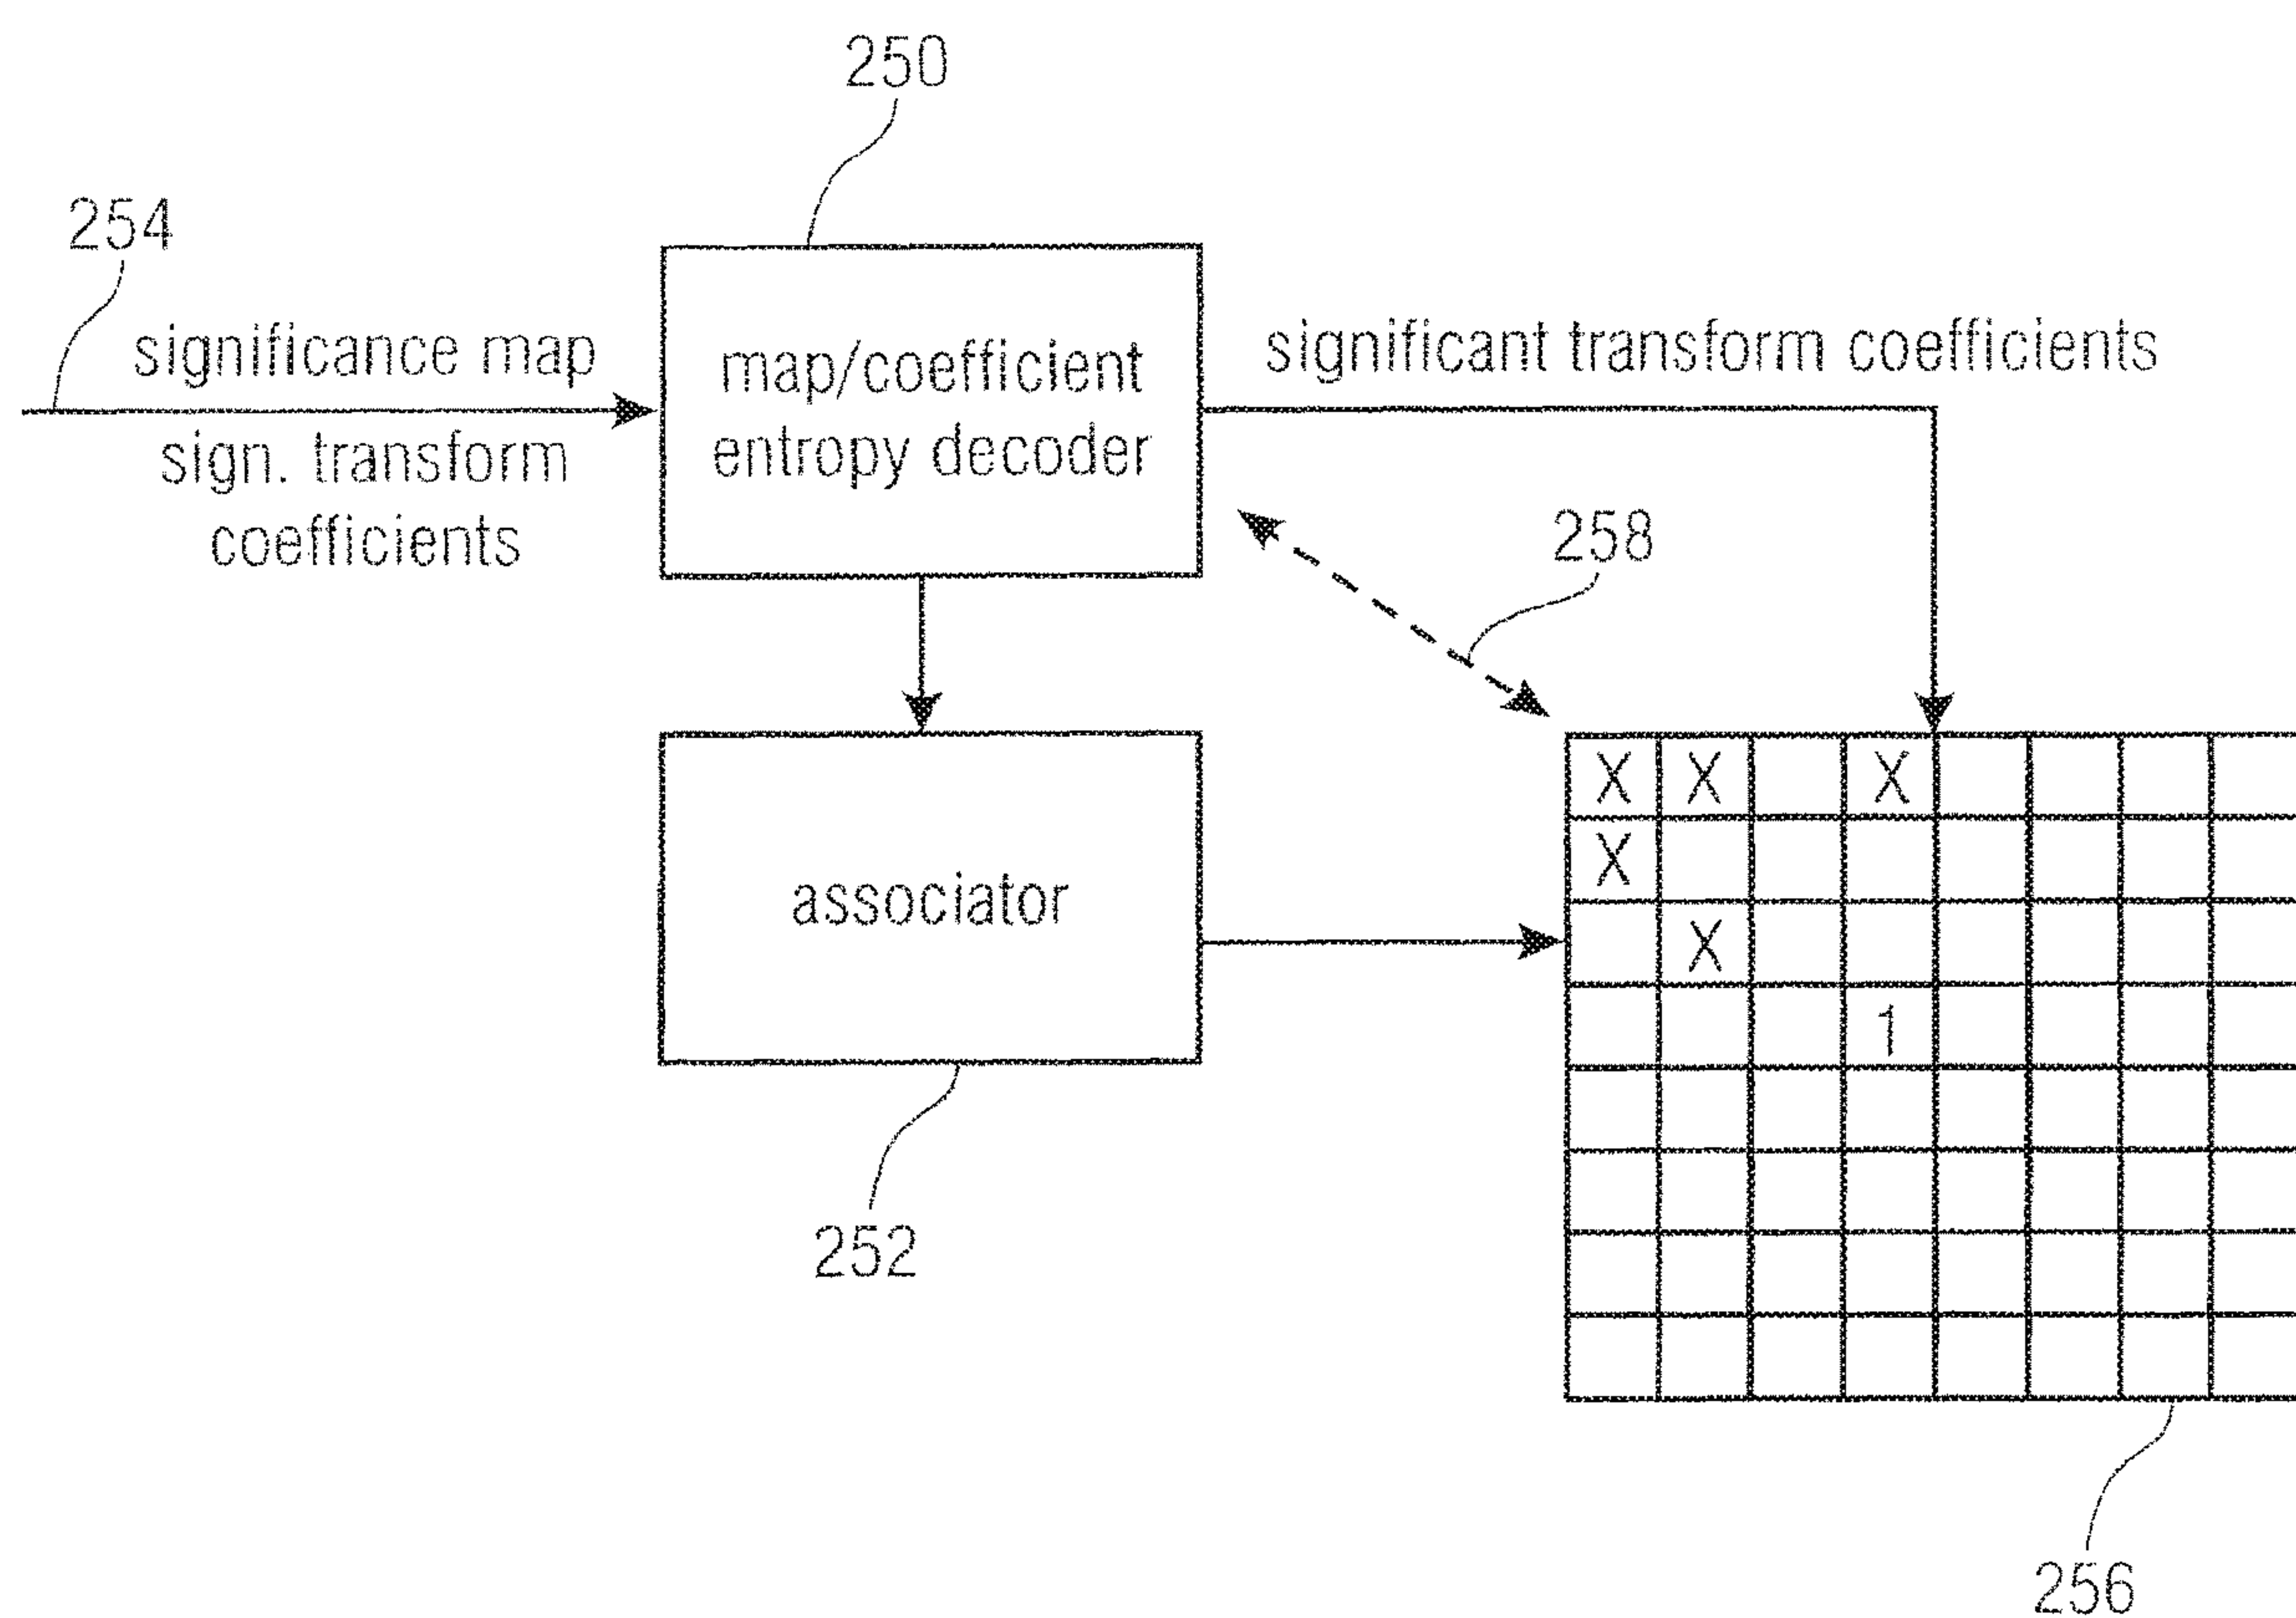 250
254
significance map
sign. transform
coefficients
map/coefficient
entropy decoder
significant transform coefficients
258
associator
X X X
X
X
1
252
256